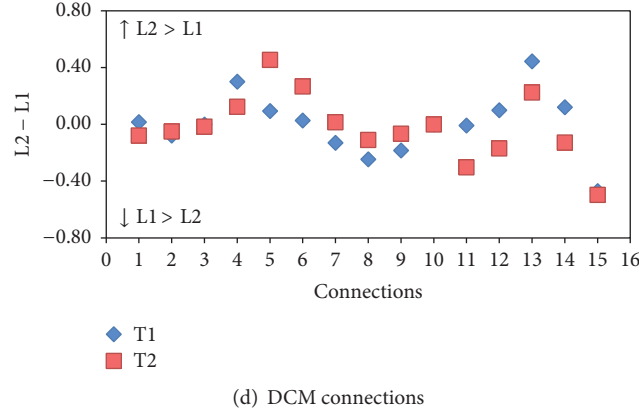 0.80
↑ L2 > L1
0.40
0.00
−0.40
↓ L1 > L2
−0.80
L2 − L1
0 1 2 3 4 5 6 7 8 9 10 11 12 13 14 15 16
Connections
T1
T2
(d) DCM connections